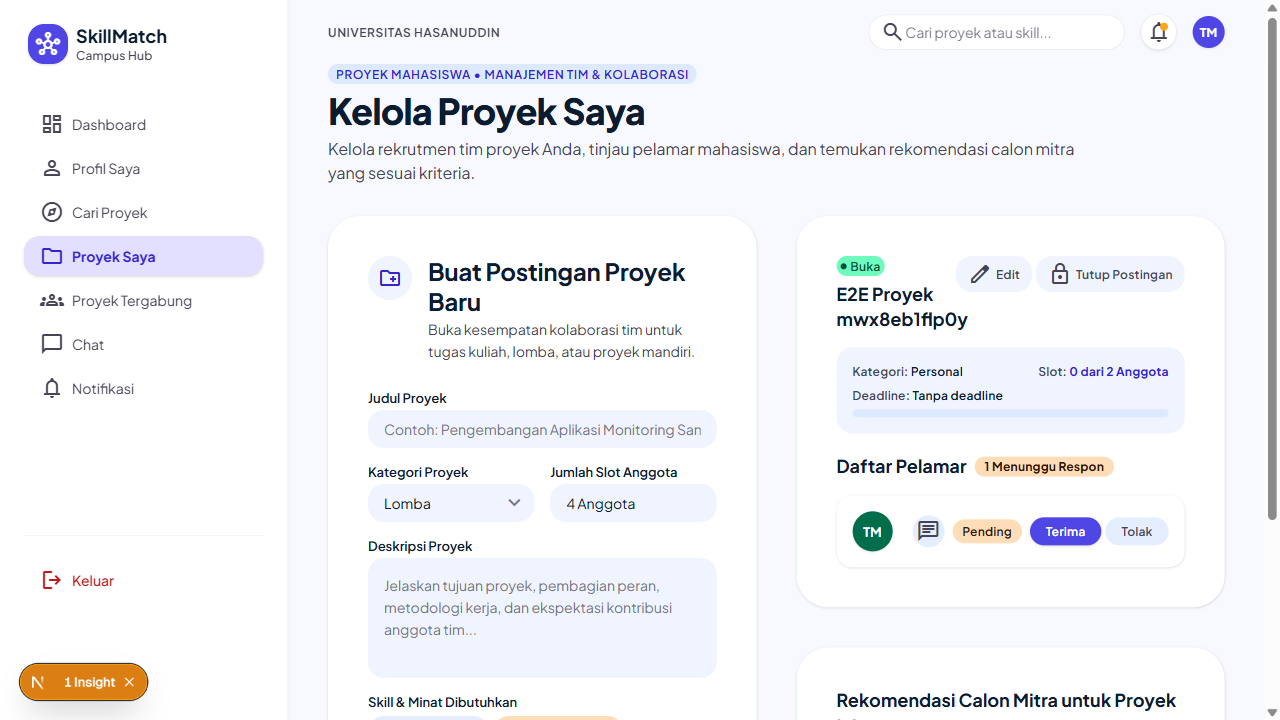 SkillMatch
Campus Hub
Dashboard
Profil Saya
Cari Proyek
Proyek Saya
Proyek Tergabung
Chat
Notifikasi
Keluar
1 Insight
UNIVERSITAS HASANUDDIN
Cari proyek atau skill...
TM
PROYEK MAHASISWA • MANAJEMEN TIM & KOLABORASI
Kelola Proyek Saya
Kelola rekrutmen tim proyek Anda, tinjau pelamar mahasiswa, dan temukan rekomendasi calon mitra
yang sesuai kriteria.
Buat Postingan Proyek
Baru
Buka kesempatan kolaborasi tim untuk
tugas kuliah, lomba, atau proyek mandiri.
Judul Proyek
Contoh: Pengembangan Aplikasi Monitoring San
Kategori Proyek
Jumlah Slot Anggota
Lomba
4 Anggota
Deskripsi Proyek
Jelaskan tujuan proyek, pembagian peran,
metodologi kerja, dan ekspektasi kontribusi
anggota tim...
Skill & Minat Dibutuhkan
Buka
E2E Proyek
mwx8eb1flp0y
Edit
Tutup Postingan
Kategori: Personal
Slot: 0 dari 2 Anggota
Deadline: Tanpa deadline
Daftar Pelamar
1 Menunggu Respon
TM
Pending
Terima
Tolak
Rekomendasi Calon Mitra untuk Proyek